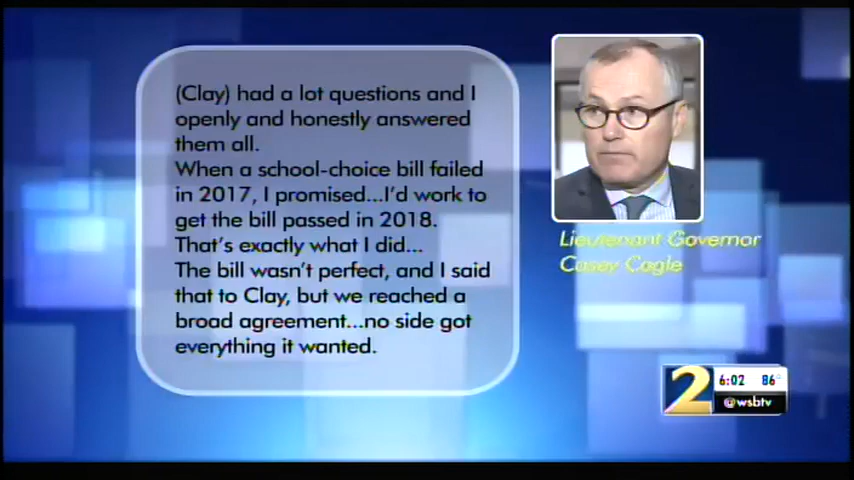 (Clay) had a lot questions and I
openly and honestly answered
them all.
When a school-choice bill failed
in 2017, I promised...I'd work to
get the bill passed in 2018.
That's exactly what I did...
The bill wasn't perfect, and I said
that to Clay, but we reached a
broad agreement...no side got
everything it wanted.
Lieutenant Governor
Casey Cagle
2
6:02 86°
@wsbtv